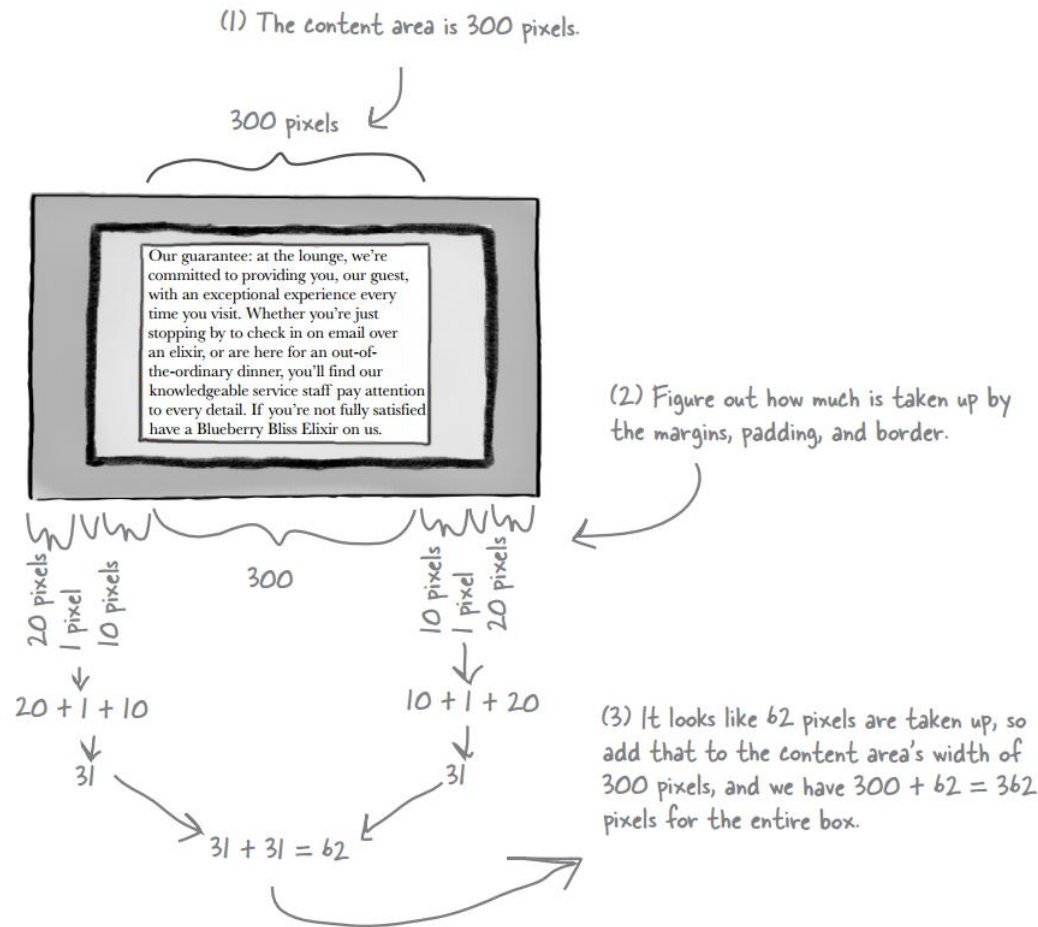 (1) The content area is 300 pixels.
300 pixels
Our guarantee: at the lounge, we’re
committed to providing you, our guest,
with an exceptional experience every
time you visit. Whether you’re just
stopping by to check in on email over
an elixir, or are here for an out-of-
the-ordinary dinner, you’ll find our
knowledgeable service staff pay attention
to every detail. If you’re not fully satisfied
have a Blueberry Bliss Elixir on us.
(2) Figure out how much is taken up by
the margins, padding, and border.
20 pixels
1 pixel
10 pixels
300
10 pixels
1 pixel
20 pixels
20 + 1 + 10
10 + 1 + 20
31
31
31 + 31 = 62
(3) It looks like 62 pixels are taken up, so
add that to the content area’s width of
300 pixels, and we have 300 + 62 = 362
pixels for the entire box.